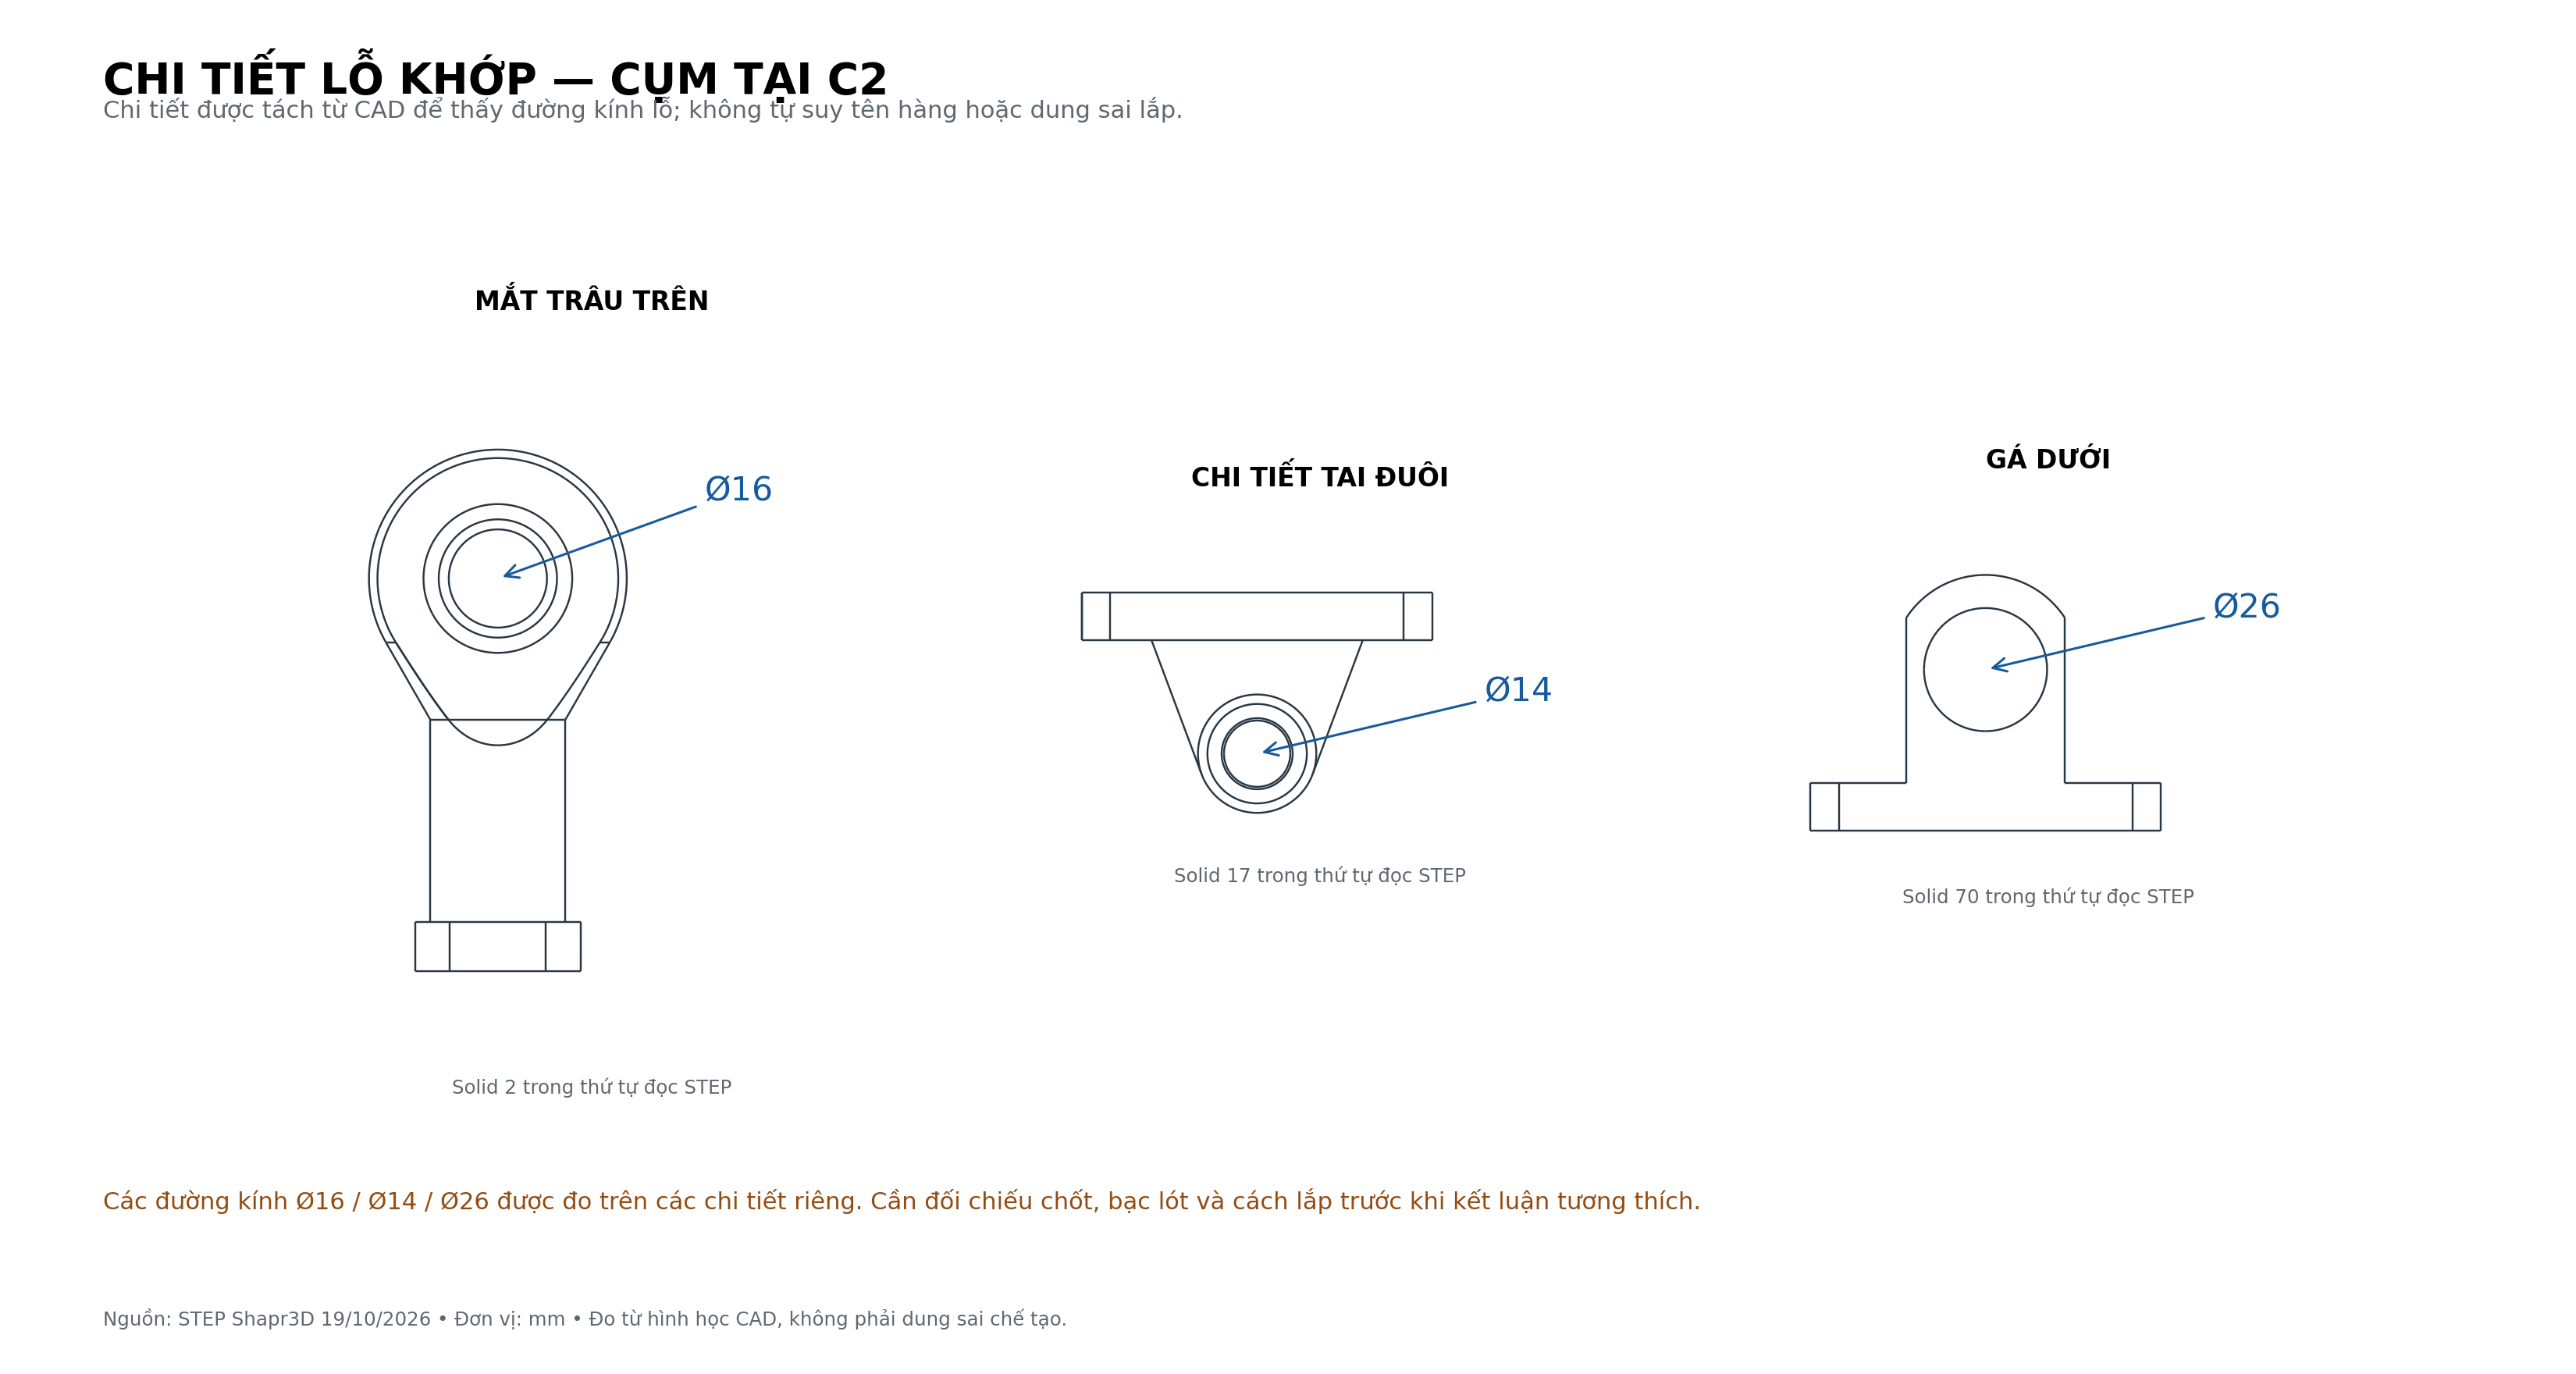 CHI TIẾT LỖ KHỚP — CỤM TẠI C2
Chi tiết được tách từ CAD để thấy đường kính lỗ; không tự suy tên hàng hoặc dung sai lắp.
MẮT TRÂU TRÊN
Ø16
Solid 2 trong thứ tự đọc STEP
CHI TIẾT TAI ĐUÔI
Ø14
Solid 17 trong thứ tự đọc STEP
GÁ DƯỚI
Ø26
Solid 70 trong thứ tự đọc STEP
Các đường kính Ø16 / Ø14 / Ø26 được đo trên các chi tiết riêng. Cần đối chiếu chốt, bạc lót và cách lắp trước khi kết luận tương thích.
Nguồn: STEP Shapr3D 19/10/2026 • Đơn vị: mm • Đo từ hình học CAD, không phải dung sai chế tạo.